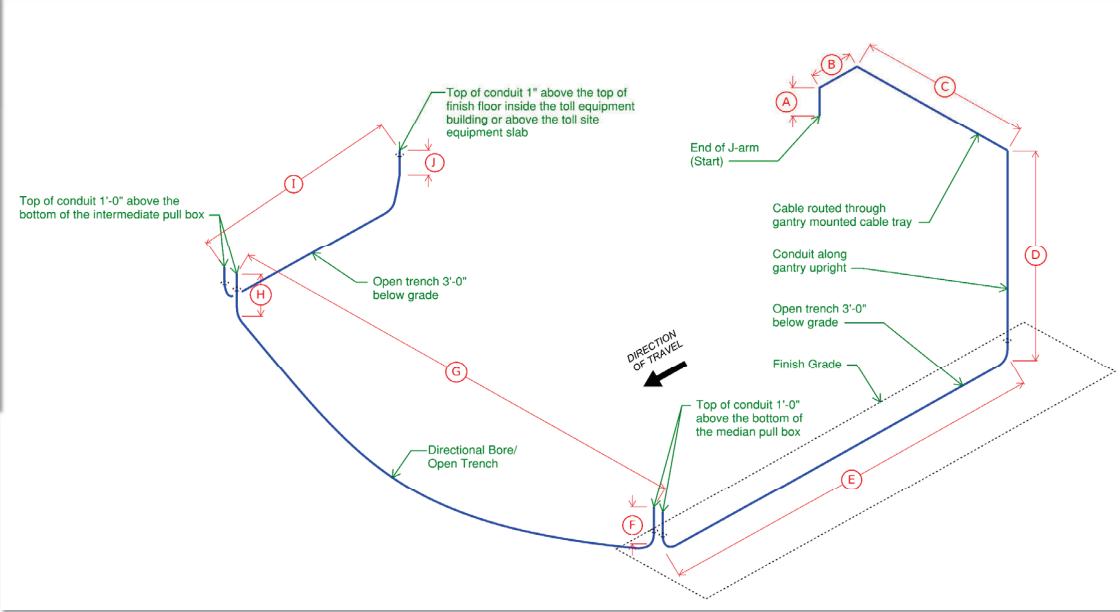 Top of conduit 1" above the top of
finish floor inside the toll equipment
building or above the toll site
equipment slab
B
A
C
End of J-arm
(Start)
J
I
Top of conduit 1'-0" above the
bottom of the intermediate pull box
Cable routed through
gantry mounted cable tray
Conduit along
gantry upright
D
Open trench 3'-0"
below grade
H
Open trench 3'-0"
below grade
DIRECTION
OF TRAVEL
Finish Grade
G
Top of conduit 1'-0"
above the bottom of
the median pull box
Directional Bore/
Open Trench
E
F